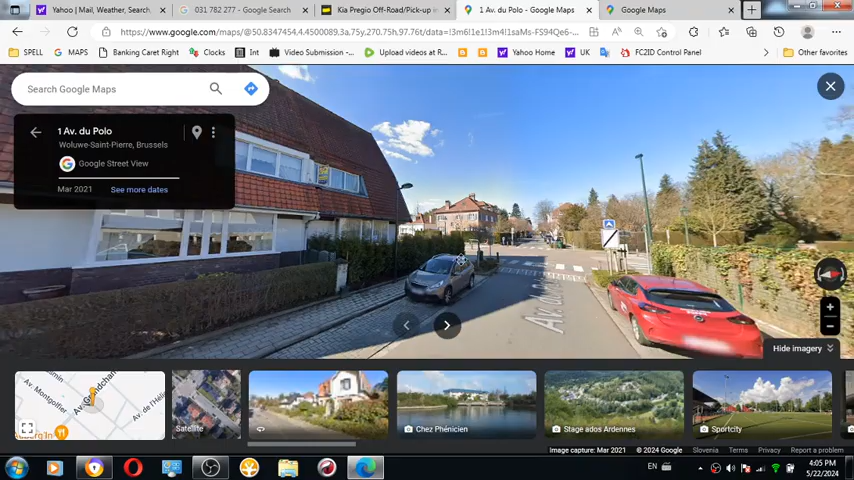 Yahoo | Mail, Weather, Search,
031 782 277 - Google Search
Kia Pregio Off-Road/Pick-up in
1 Av. du Polo - Google Maps
Google Maps
https://www.google.com/maps/@50.8347454,4.4500089,3a,75y,270.75h,97.76t/data=!3m6!1e1!3m4!1saMs-FS94Qe6-...
SPELL
MAPS
Banking Caret Right
Clocks
Int
Video Submission -...
Upload videos at R...
Yahoo Home
UK
FC2ID Control Panel
Other favorites
Search Google Maps
1 Av. du Polo
Woluwe-Saint-Pierre, Brussels
Google Street View
Mar 2021
See more dates
Hide imagery
Av. Montgolfier
Satellite
Chez Phénicien
Stage ados Ardennes
Sportcity
Image capture: Mar 2021
© 2024 Google
Slovenia
Terms
Privacy
Report a problem
EN
4:05 PM
5/22/2024